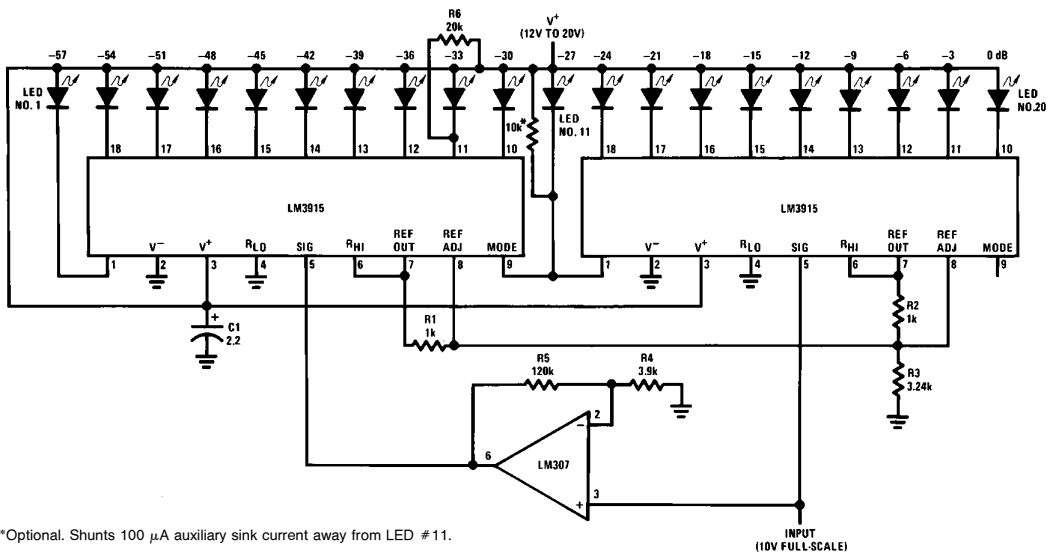 R6
20k
V+
(12V TO 20V)
−57 −54 −51 −48 −45 −42 −39 −36 −33 −30 −27 −24 −21 −18 −15 −12 −9 −6 −3 0 dB
LED
NO. 1
10k*
LED
NO. 11
LED
NO.20
18 17 16 15 14 13 12 11 10 18 17 16 15 14 13 12 11 10
LM3915
LM3915
V− V+ RLO SIG RHI REF OUT REF ADJ MODE V− V+ RLO SIG RHI REF OUT REF ADJ MODE
1 2 3 4 5 6 7 8 9 1 2 3 4 5 6 7 8 9
+
C1
2.2
R1
1k
R2
1k
R5
120k
R4
3.9k
R3
3.24k
2
−
6
LM307
3
+
*Optional. Shunts 100 μA auxiliary sink current away from LED #11.
INPUT
(10V FULL-SCALE)